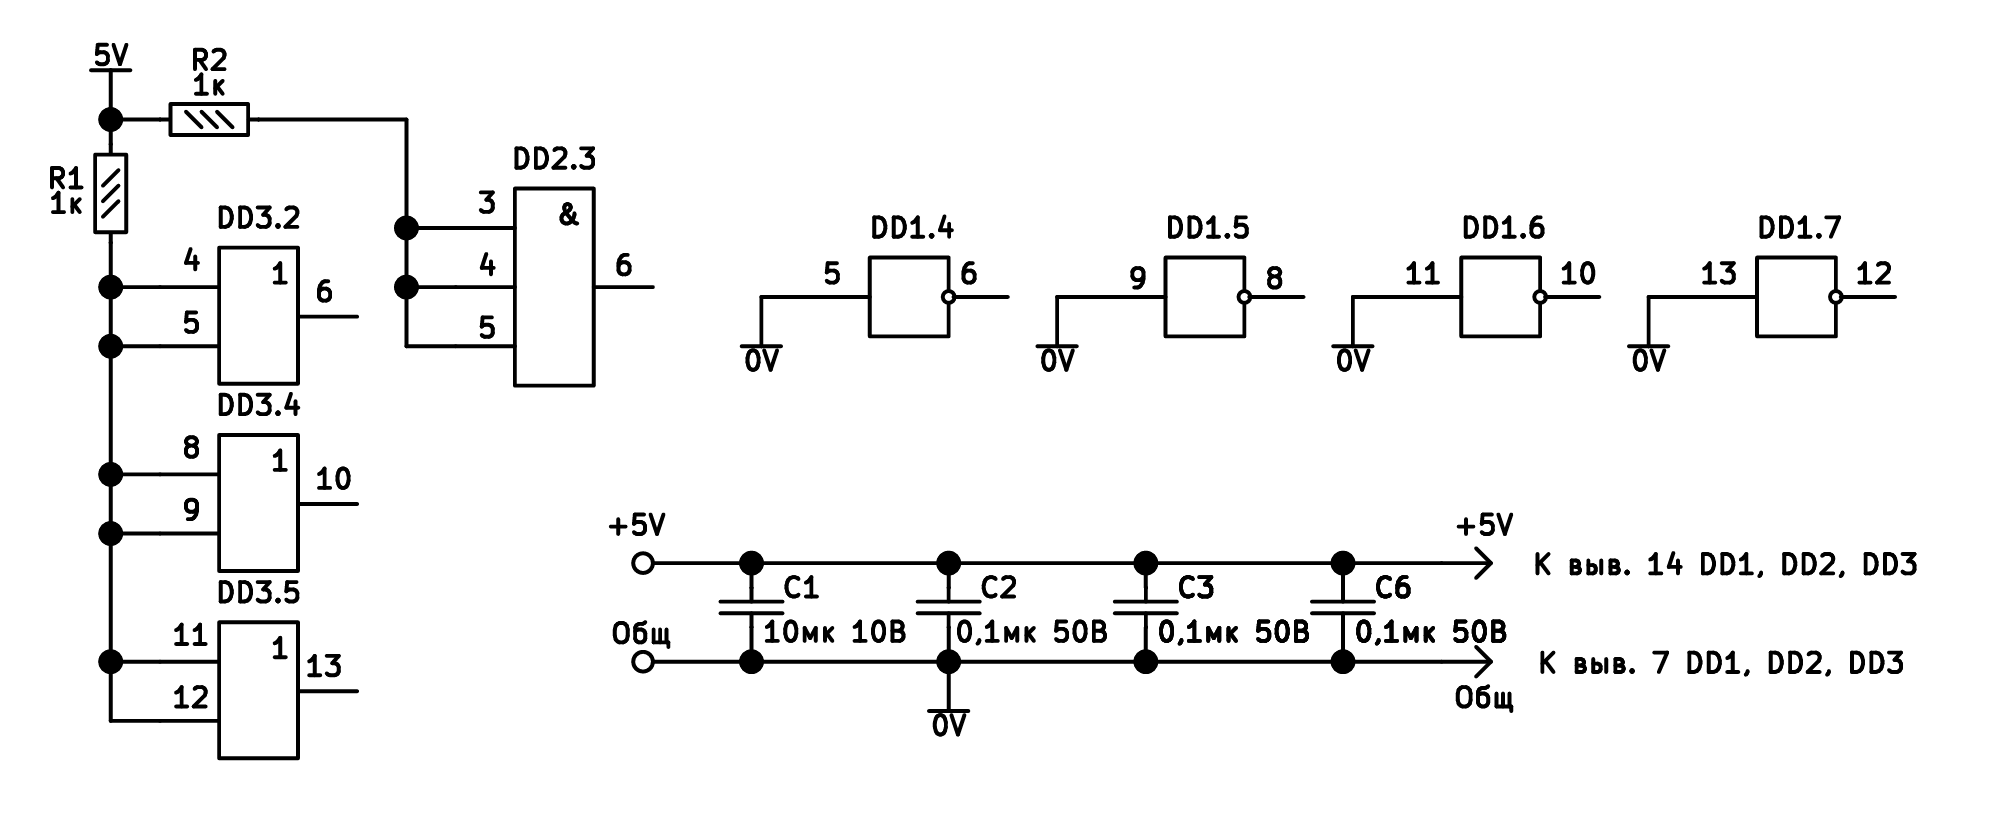 5V
R2
1к
R1
1к
DD3.2
4
5
1
6
DD3.4
8
9
1
10
DD3.5
11
12
1
13
DD2.3
3
4
5
&
6
DD1.4
5
6
0V
DD1.5
9
8
0V
DD1.6
11
10
0V
DD1.7
13
12
0V
+5V
+5V
К выв. 14 DD1, DD2, DD3
C1
10мк 10В
C2
0,1мк 50В
C3
0,1мк 50В
C6
0,1мк 50В
Общ
К выв. 7 DD1, DD2, DD3
Общ
0V